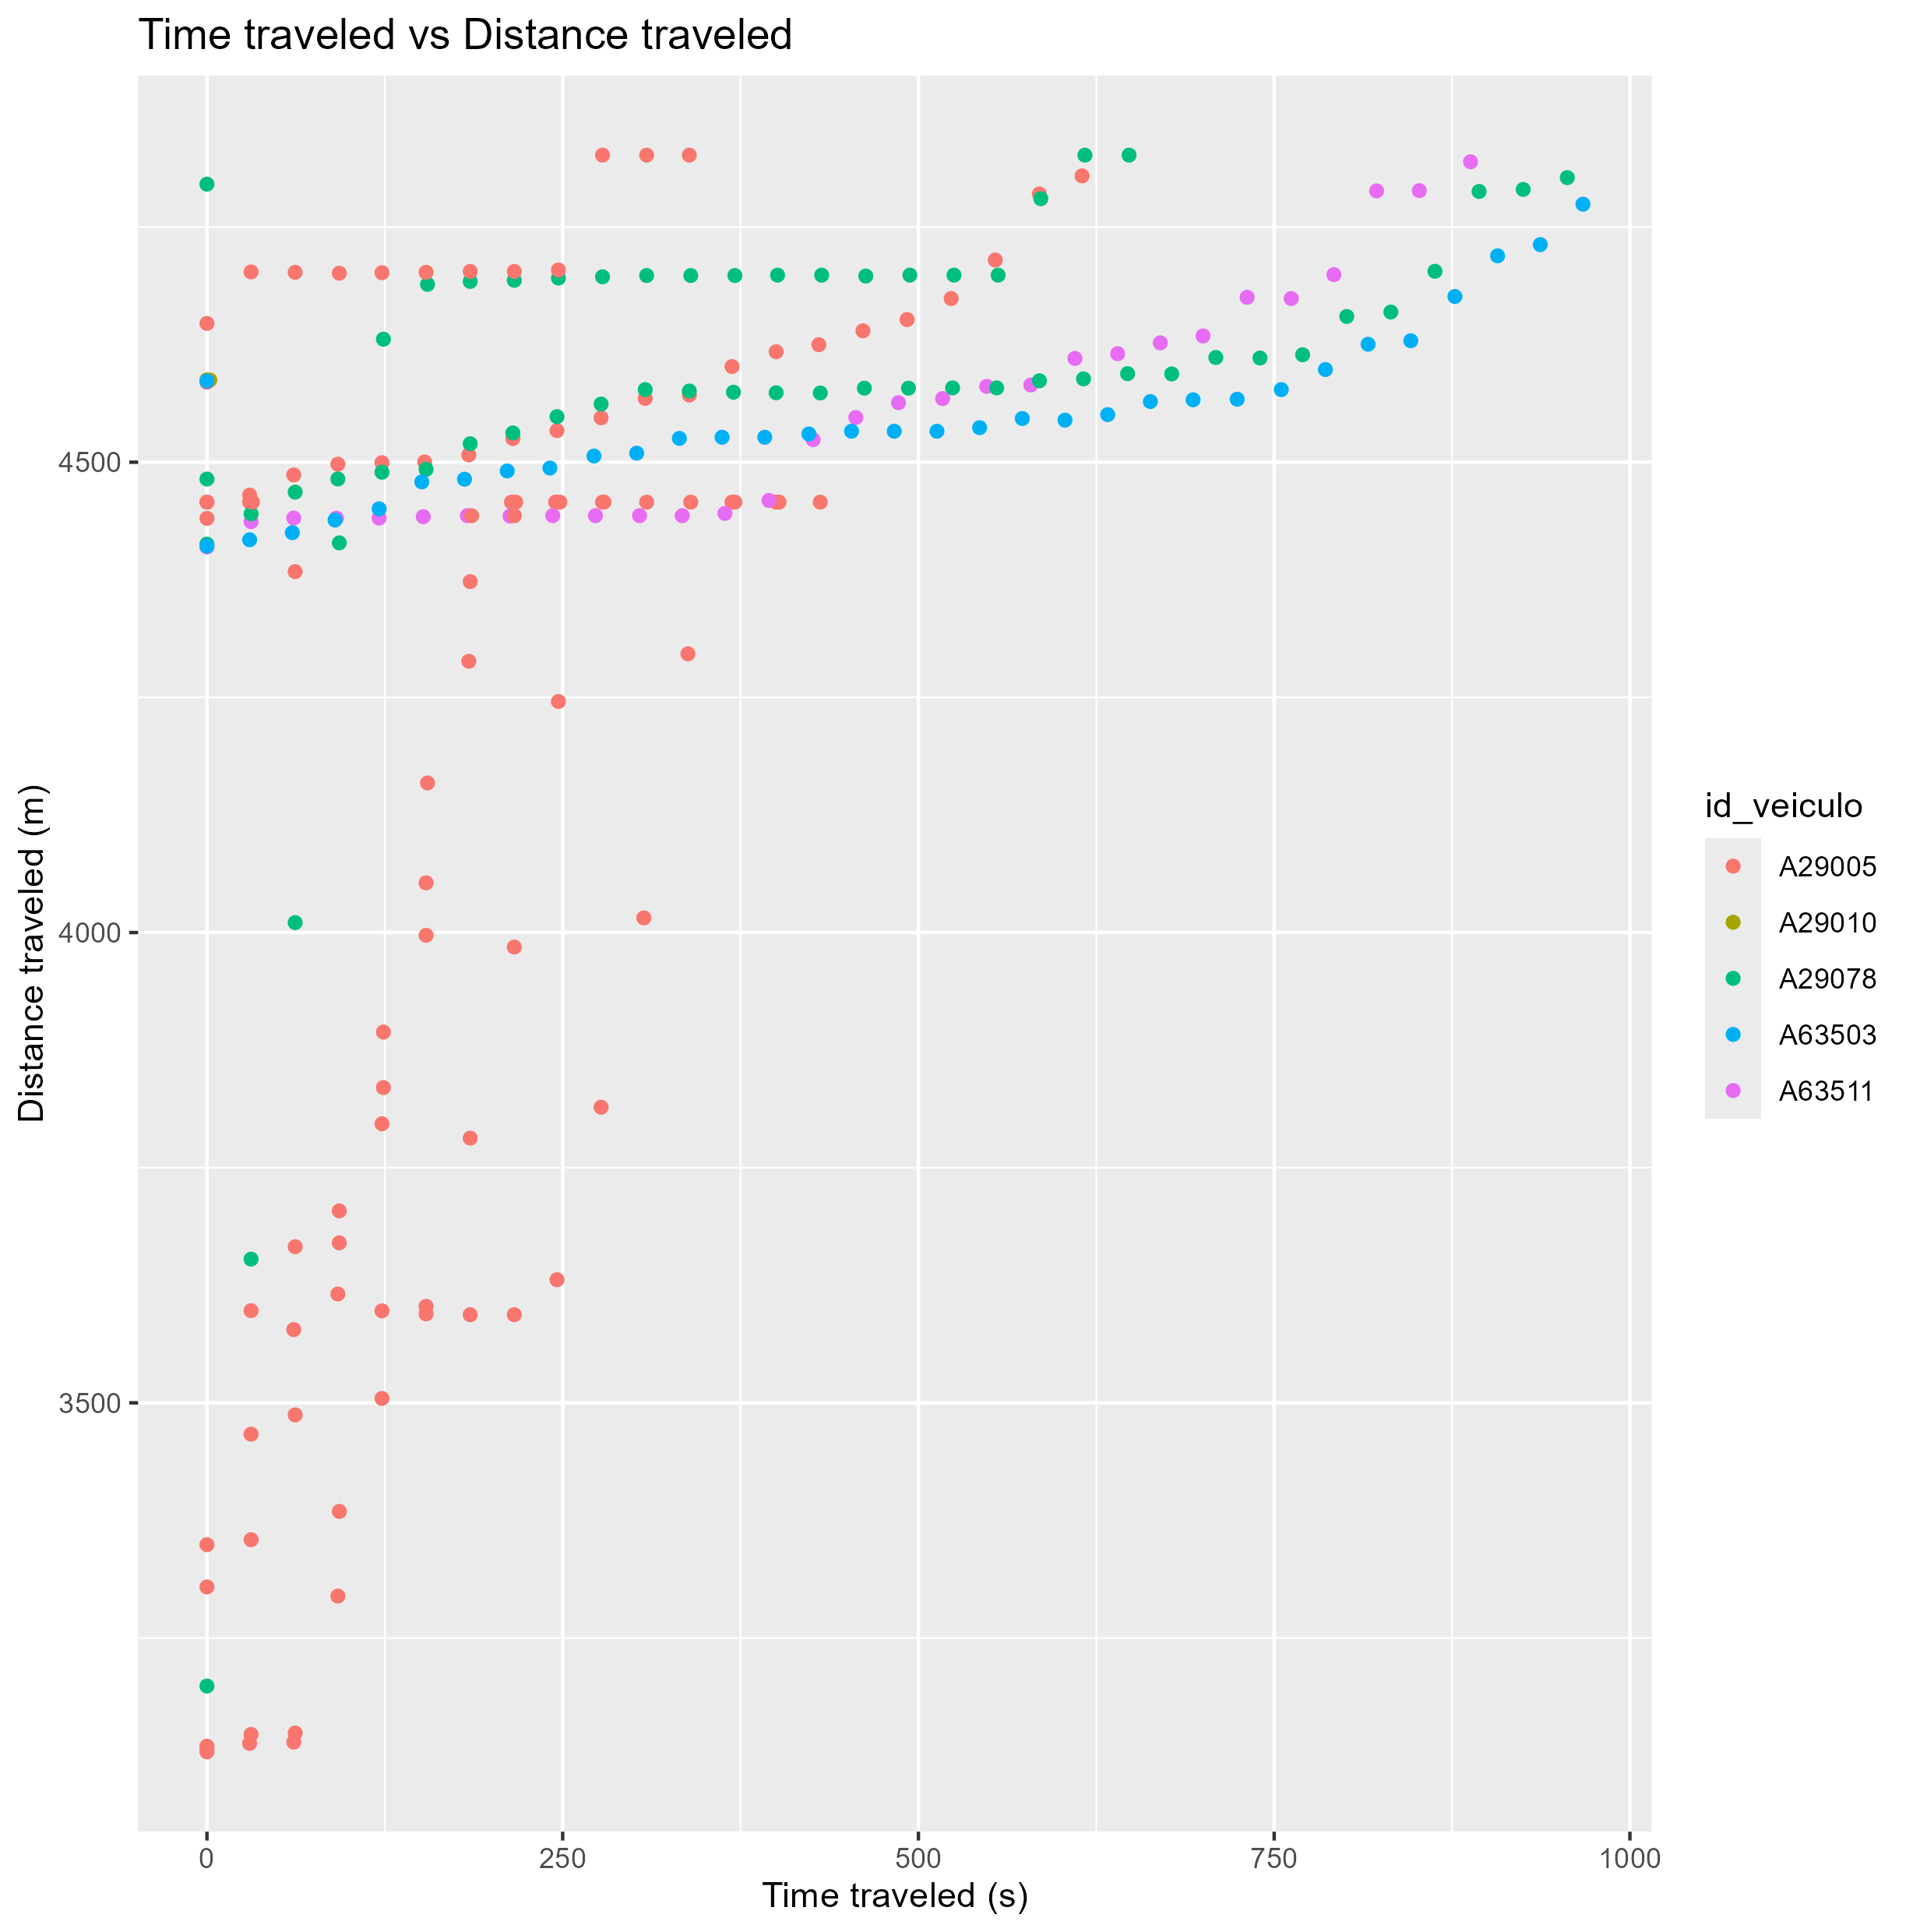 Time traveled vs Distance traveled
Distance traveled (m)
4500
4000
3500
0 250 500 750 1000
Time traveled (s)
id_veiculo
A29005
A29010
A29078
A63503
A63511